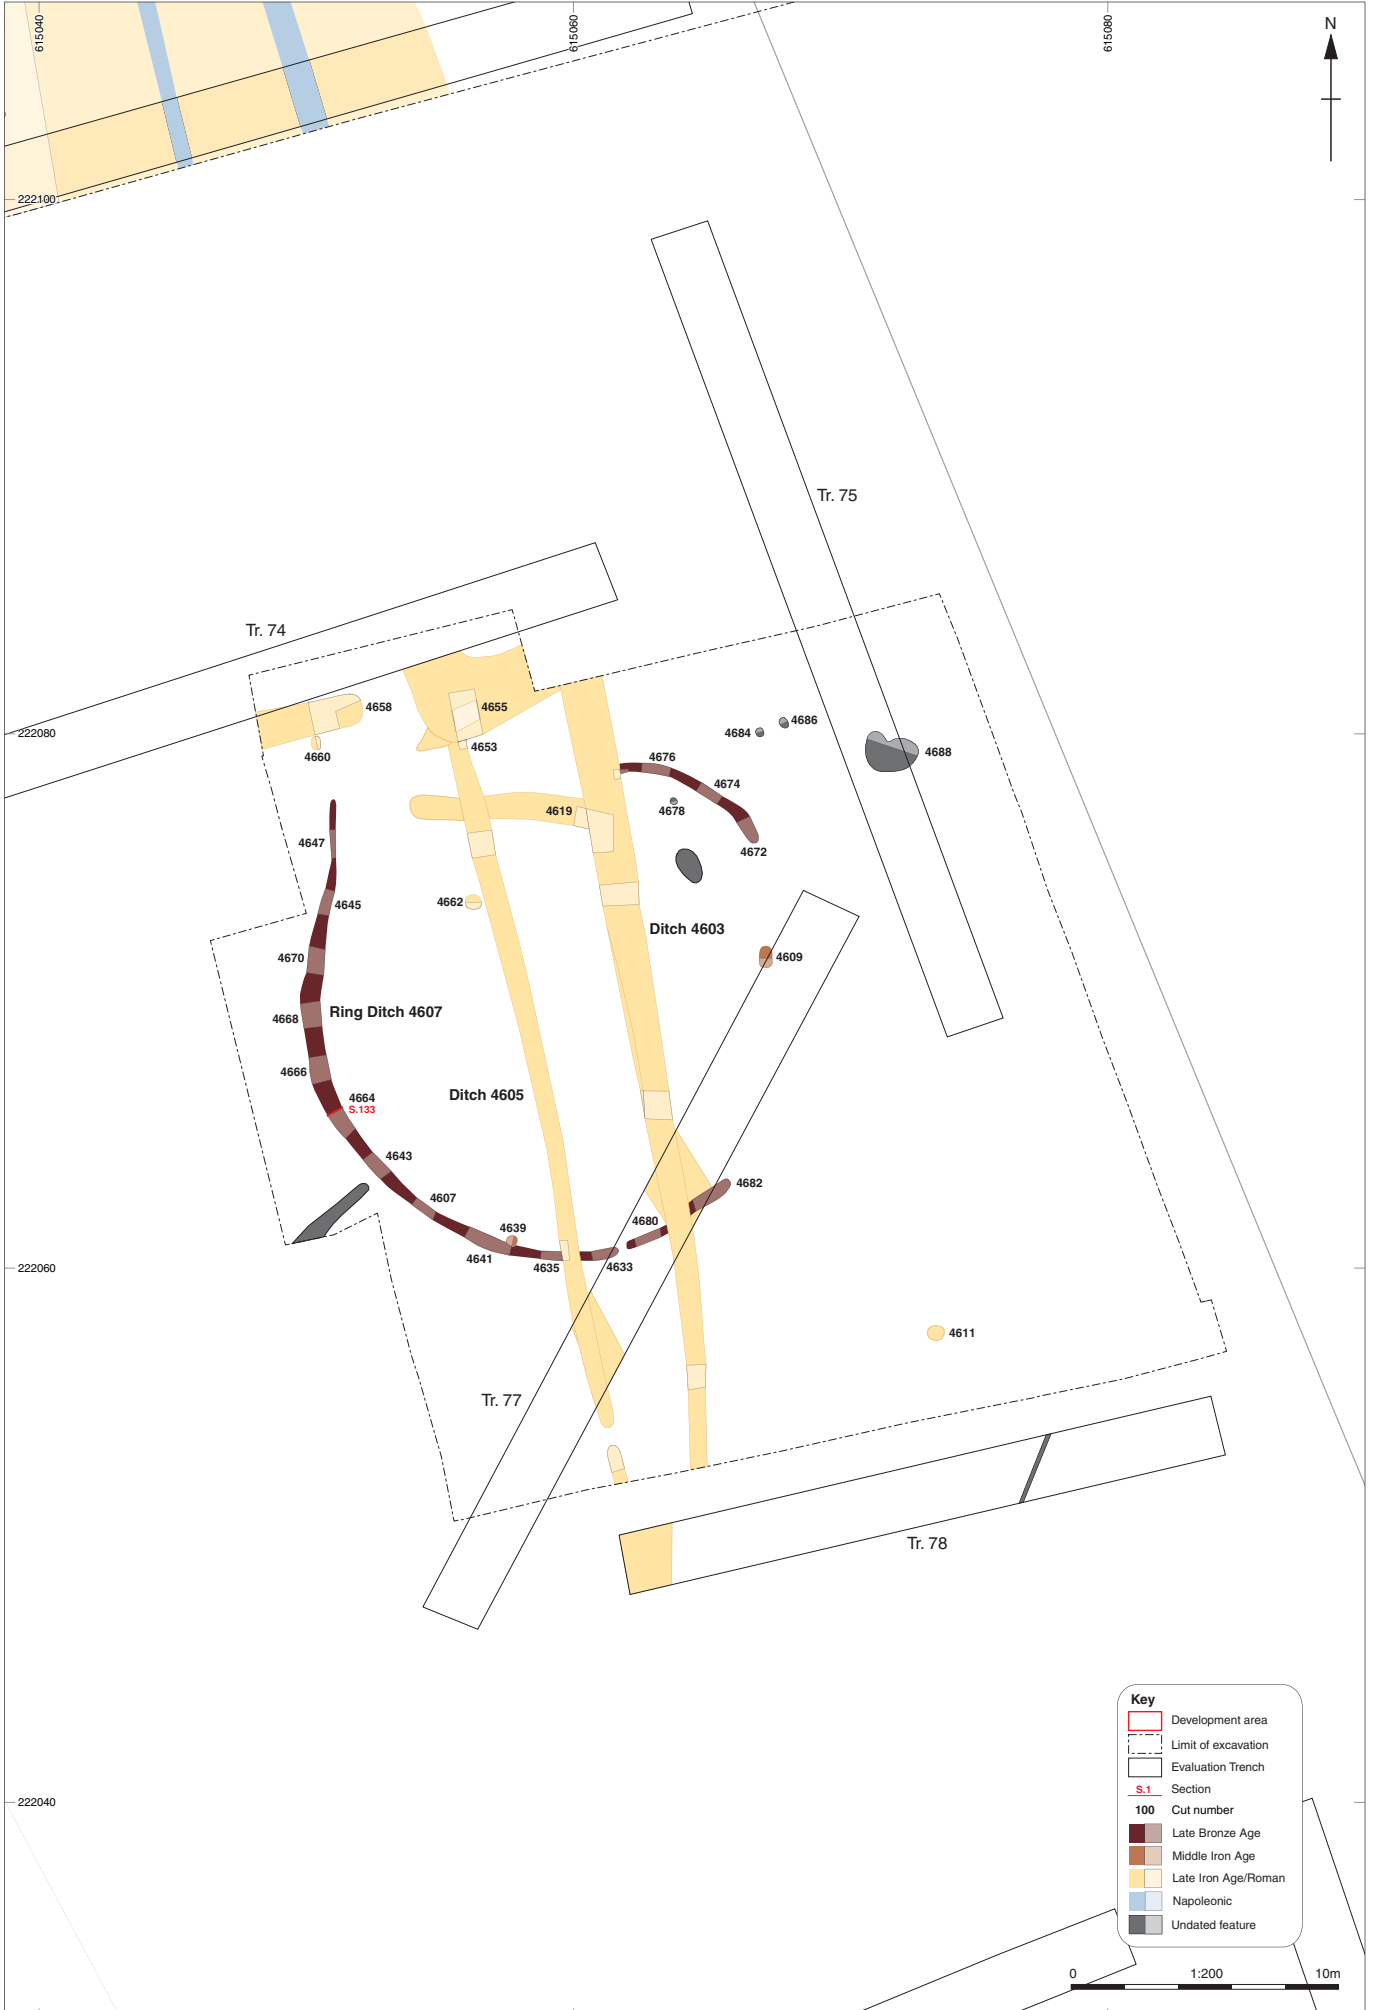 615040
615060
615080
N
222100
Tr. 75
Tr. 74
4658
4655
4686
4684
222080
4688
4653
4660
4676
4674
4619
4678
4647
4672
4662
4645
Ditch 4603
4670
4609
Ring Ditch 4607
4668
4666
Ditch 4605
4664
S.133
4643
4682
4607
4680
4639
4641
4635
4633
222060
4611
Tr. 77
Tr. 78
Key
Development area
Limit of excavation
Evaluation Trench
S.1 Section
100 Cut number
222040
Late Bronze Age
Middle Iron Age
Late Iron Age/Roman
Napoleonic
Undated feature
0 1:200 10m